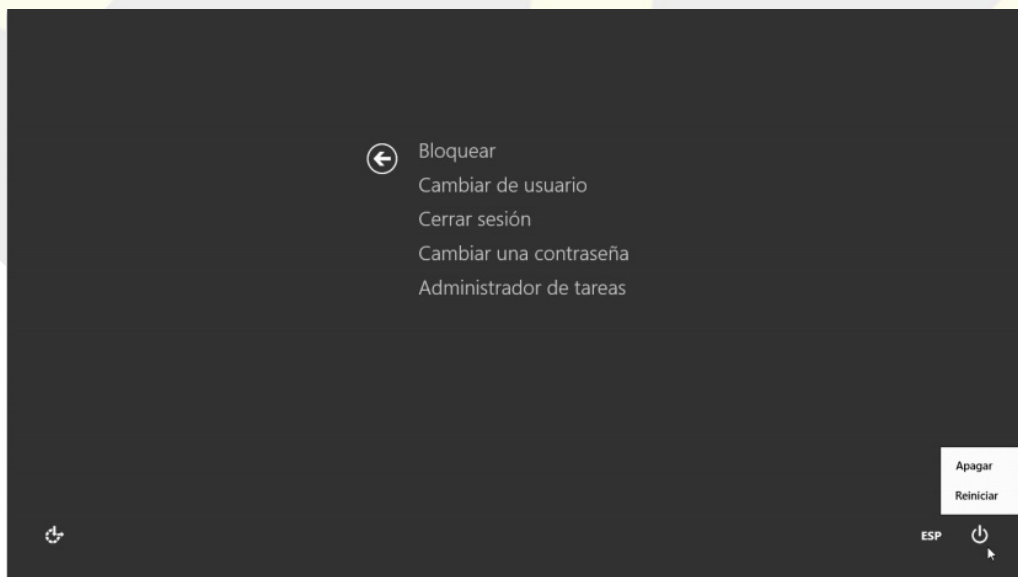 Bloquear
Cambiar de usuario
Cerrar sesión
Cambiar una contraseña
Administrador de tareas
Apagar
Reiniciar
ESP